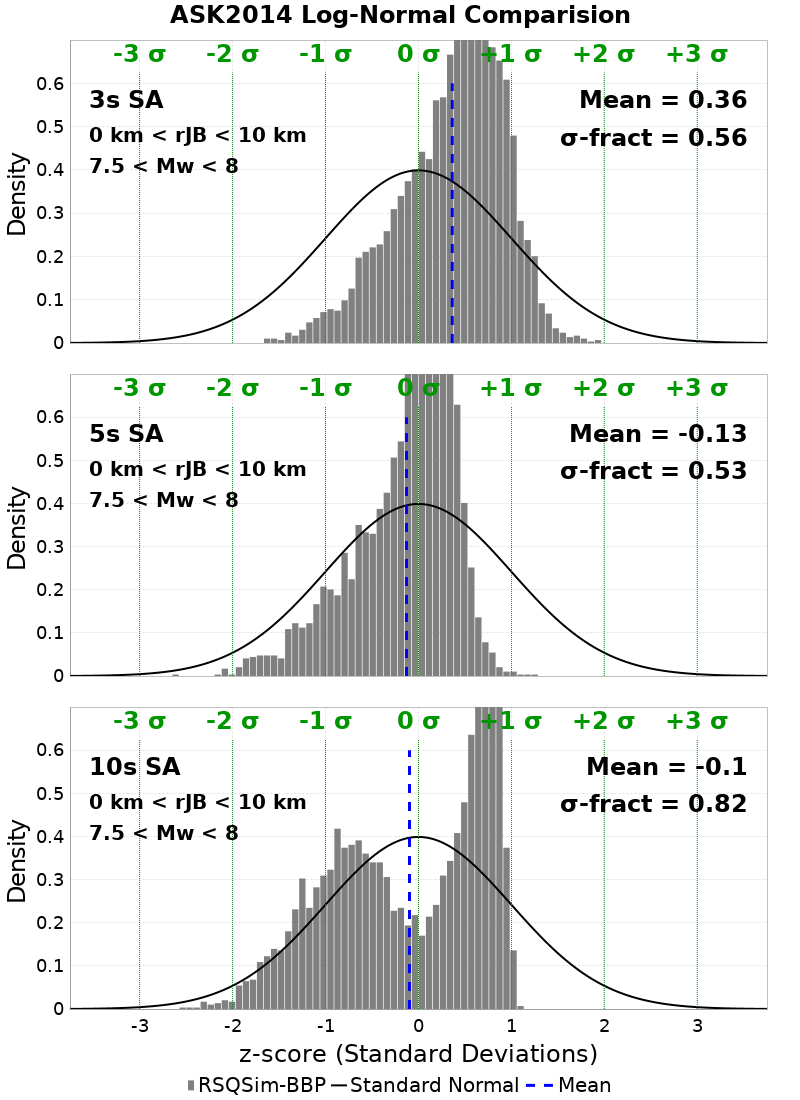 ASK2014 Log-Normal Comparision
-3 σ -2 σ -1 σ 0 σ +1 σ +2 σ +3 σ
0.6
3s SA Mean = 0.36
0.5
0 km < rJB < 10 km σ-fract = 0.56
7.5 < Mw < 8
0.4
Density
0.3
0.2
0.1
0
-3 σ -2 σ -1 σ 0 σ +1 σ +2 σ +3 σ
0.6
5s SA Mean = -0.13
0.5
0 km < rJB < 10 km σ-fract = 0.53
7.5 < Mw < 8
0.4
Density
0.3
0.2
0.1
0
-3 σ -2 σ -1 σ 0 σ +1 σ +2 σ +3 σ
0.6
10s SA Mean = -0.1
0.5
0 km < rJB < 10 km σ-fract = 0.82
7.5 < Mw < 8
0.4
Density
0.3
0.2
0.1
0
-3 -2 -1 0 1 2 3
z-score (Standard Deviations)
RSQSim-BBP Standard Normal Mean